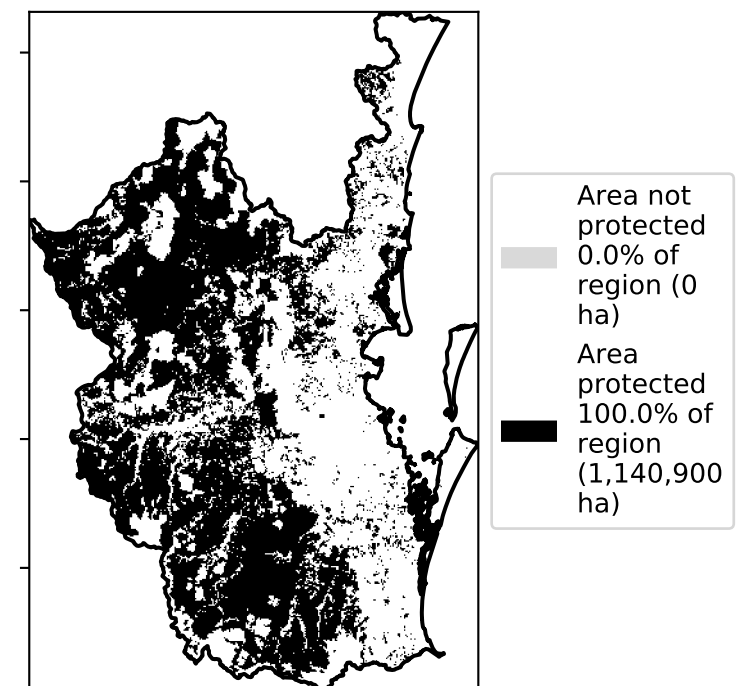 Area not
protected
0.0% of
region (0
ha)
Area
protected
100.0% of
region
(1,140,900
ha)